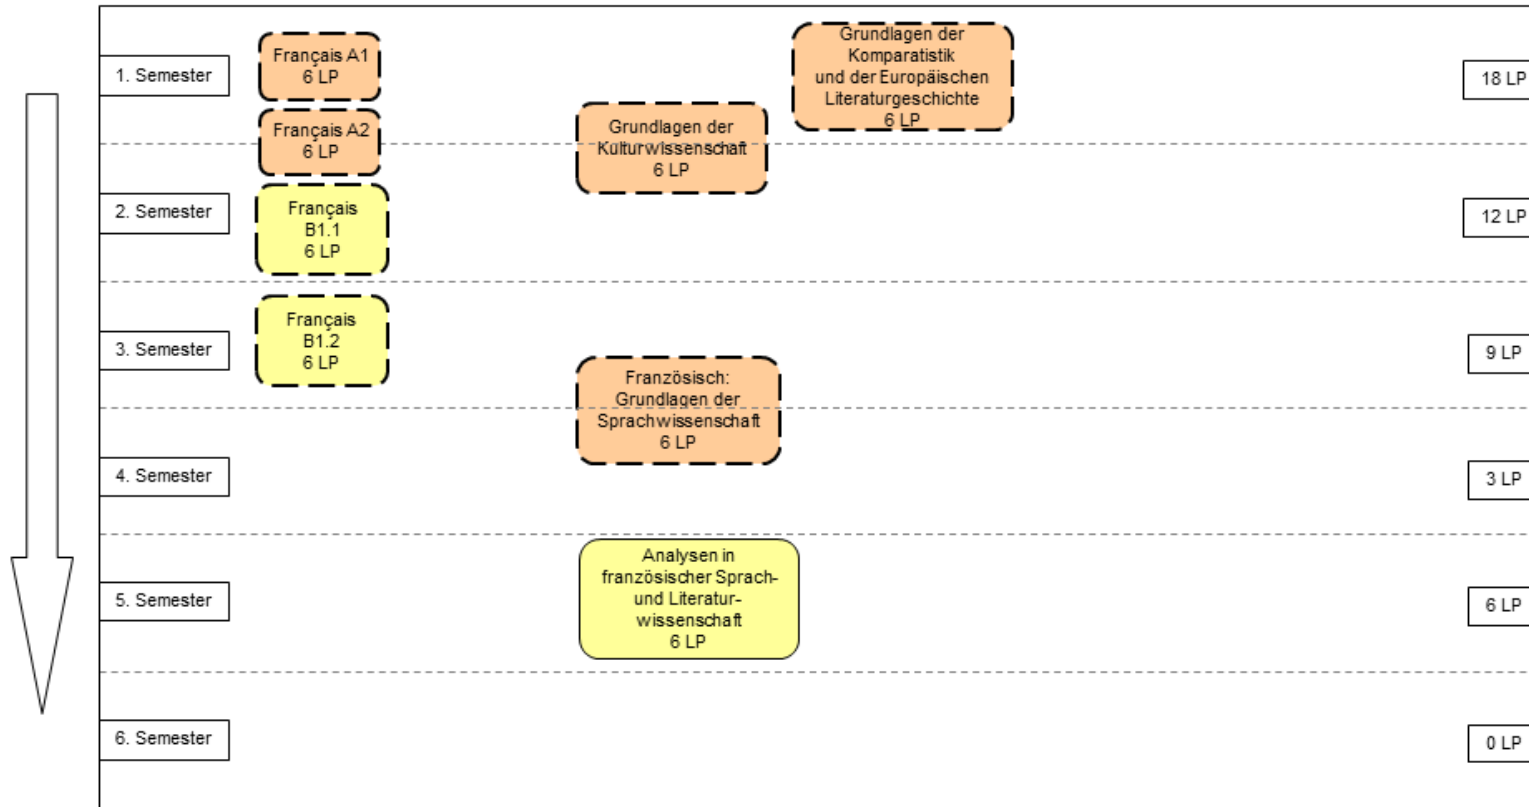 1. Semester
Français A1
6 LP
Grundlagen der
Komparatistik
und der Europäischen
Literaturgeschichte
6 LP
18 LP
Français A2
6 LP
Grundlagen der
Kulturwissenschaft
6 LP
2. Semester
Français
B1.1
6 LP
12 LP
3. Semester
Français
B1.2
6 LP
9 LP
Französisch:
Grundlagen der
Sprachwissenschaft
6 LP
4. Semester
3 LP
5. Semester
Analysen in
französischer Sprach-
und Literatur-
wissenschaft
6 LP
6 LP
6. Semester
0 LP